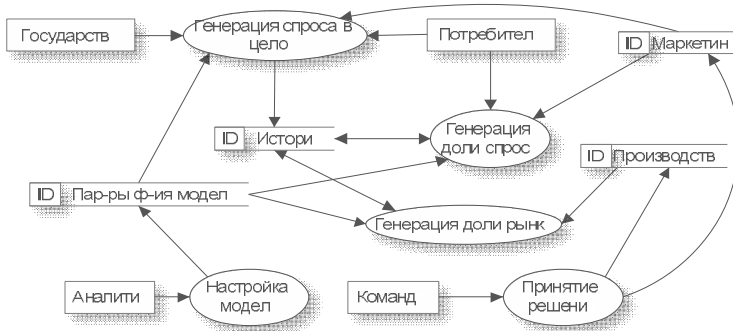 Генерация спроса в
цело
Государств
Потребител
ID Маркетин
ID Истори
Генерация
доли спрос
ID Производств
ID Пар-ры ф-ия модел
Генерация доли рынк
Аналити
Настройка
модел
Команд
Принятие
решени